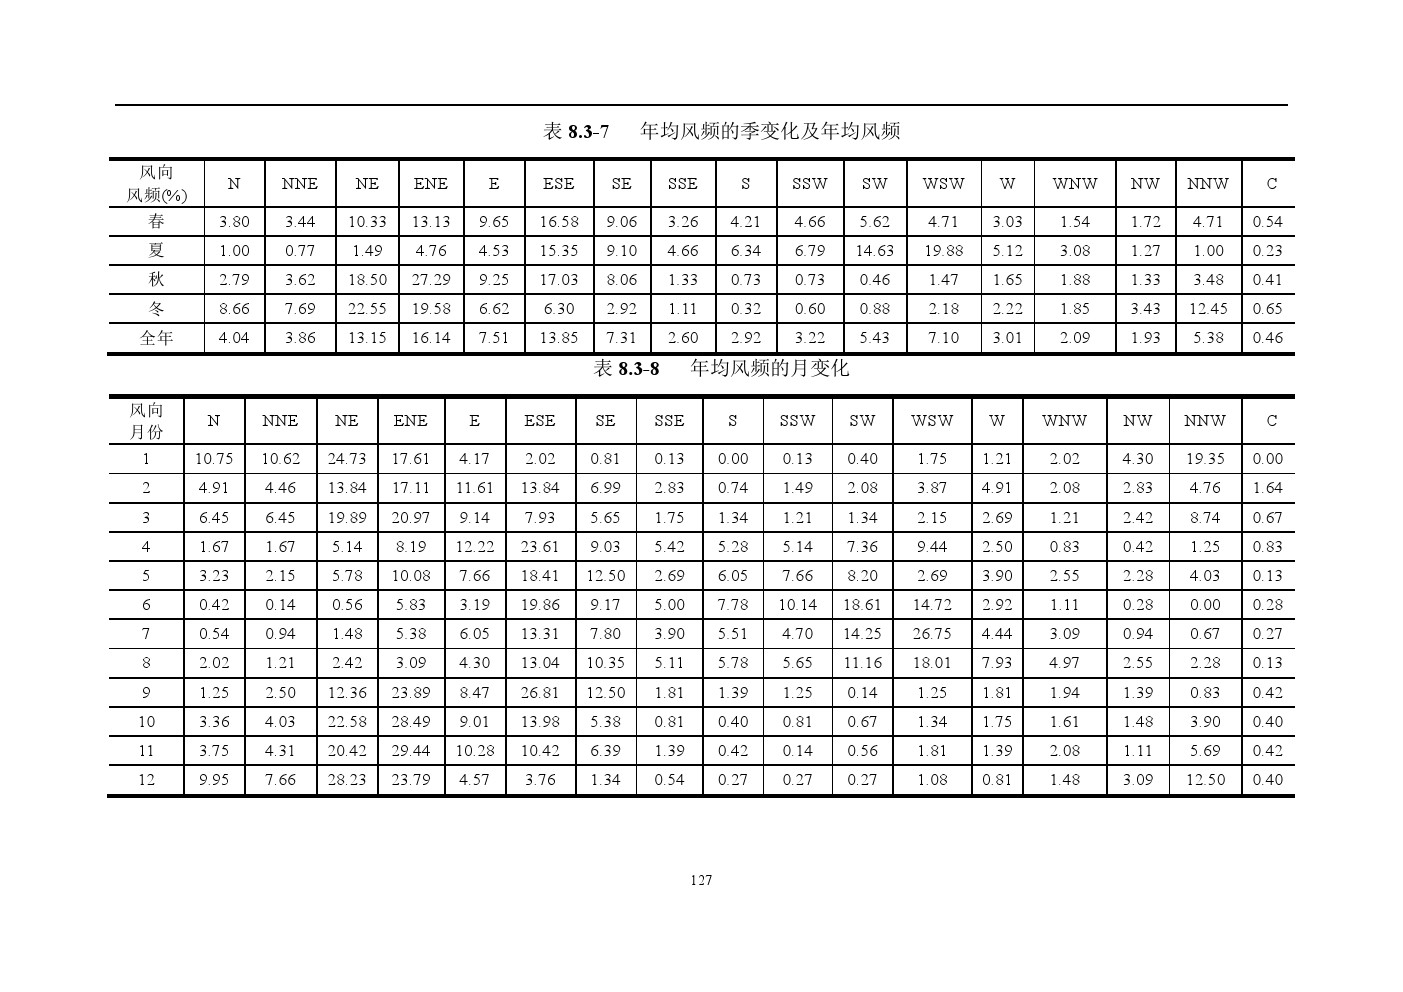 表 8.3-7 年均风频的季变化及年均风频
风向
风频(%) N NNE NE ENE E ESE SE SSE S SSW SW WSW W WNW NW NNW C
春 3.80 3.44 10.33 13.13 9.65 16.58 9.06 3.26 4.21 4.66 5.62 4.71 3.03 1.54 1.72 4.71 0.54
夏 1.00 0.77 1.49 4.76 4.53 15.35 9.10 4.66 6.34 6.79 14.63 19.88 5.12 3.08 1.27 1.00 0.23
秋 2.79 3.62 18.50 27.29 9.25 17.03 8.06 1.33 0.73 0.73 0.46 1.47 1.65 1.88 1.33 3.48 0.41
冬 8.66 7.69 22.55 19.58 6.62 6.30 2.92 1.11 0.32 0.60 0.88 2.18 2.22 1.85 3.43 12.45 0.65
全年 4.04 3.86 13.15 16.14 7.51 13.85 7.31 2.60 2.92 3.22 5.43 7.10 3.01 2.09 1.93 5.38 0.46
表 8.3-8 年均风频的月变化
风向
月份 N NNE NE ENE E ESE SE SSE S SSW SW WSW W WNW NW NNW C
1 10.75 10.62 24.73 17.61 4.17 2.02 0.81 0.13 0.00 0.13 0.40 1.75 1.21 2.02 4.30 19.35 0.00
2 4.91 4.46 13.84 17.11 11.61 13.84 6.99 2.83 0.74 1.49 2.08 3.87 4.91 2.08 2.83 4.76 1.64
3 6.45 6.45 19.89 20.97 9.14 7.93 5.65 1.75 1.34 1.21 1.34 2.15 2.69 1.21 2.42 8.74 0.67
4 1.67 1.67 5.14 8.19 12.22 23.61 9.03 5.42 5.28 5.14 7.36 9.44 2.50 0.83 0.42 1.25 0.83
5 3.23 2.15 5.78 10.08 7.66 18.41 12.50 2.69 6.05 7.66 8.20 2.69 3.90 2.55 2.28 4.03 0.13
6 0.42 0.14 0.56 5.83 3.19 19.86 9.17 5.00 7.78 10.14 18.61 14.72 2.92 1.11 0.28 0.00 0.28
7 0.54 0.94 1.48 5.38 6.05 13.31 7.80 3.90 5.51 4.70 14.25 26.75 4.44 3.09 0.94 0.67 0.27
8 2.02 1.21 2.42 3.09 4.30 13.04 10.35 5.11 5.78 5.65 11.16 18.01 7.93 4.97 2.55 2.28 0.13
9 1.25 2.50 12.36 23.89 8.47 26.81 12.50 1.81 1.39 1.25 0.14 1.25 1.81 1.94 1.39 0.83 0.42
10 3.36 4.03 22.58 28.49 9.01 13.98 5.38 0.81 0.40 0.81 0.67 1.34 1.75 1.61 1.48 3.90 0.40
11 3.75 4.31 20.42 29.44 10.28 10.42 6.39 1.39 0.42 0.14 0.56 1.81 1.39 2.08 1.11 5.69 0.42
12 9.95 7.66 28.23 23.79 4.57 3.76 1.34 0.54 0.27 0.27 0.27 1.08 0.81 1.48 3.09 12.50 0.40
127